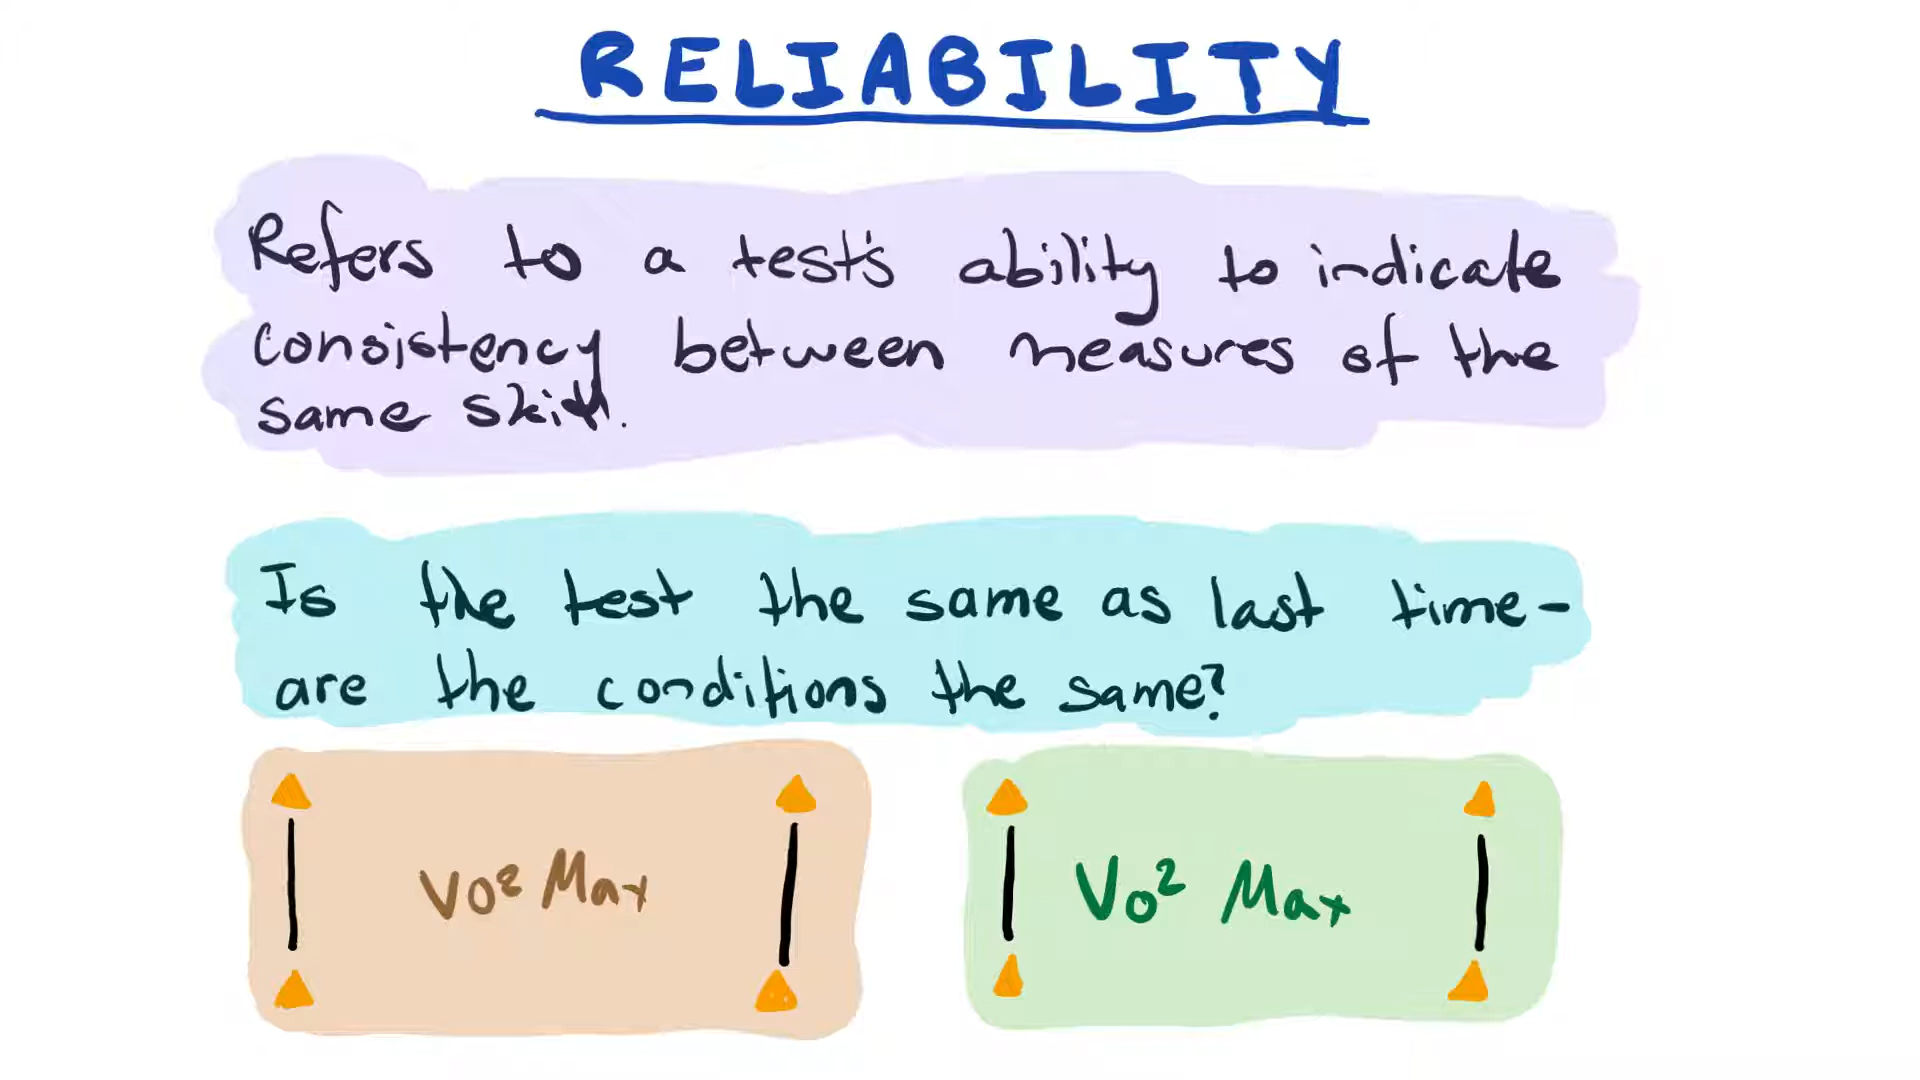 RELIABILITY
Refers to a test's ability to indicate
consistency between measures of the
same skill.
Is the test the same as last time-
are the conditions the same?
VO² Max
VO² Max